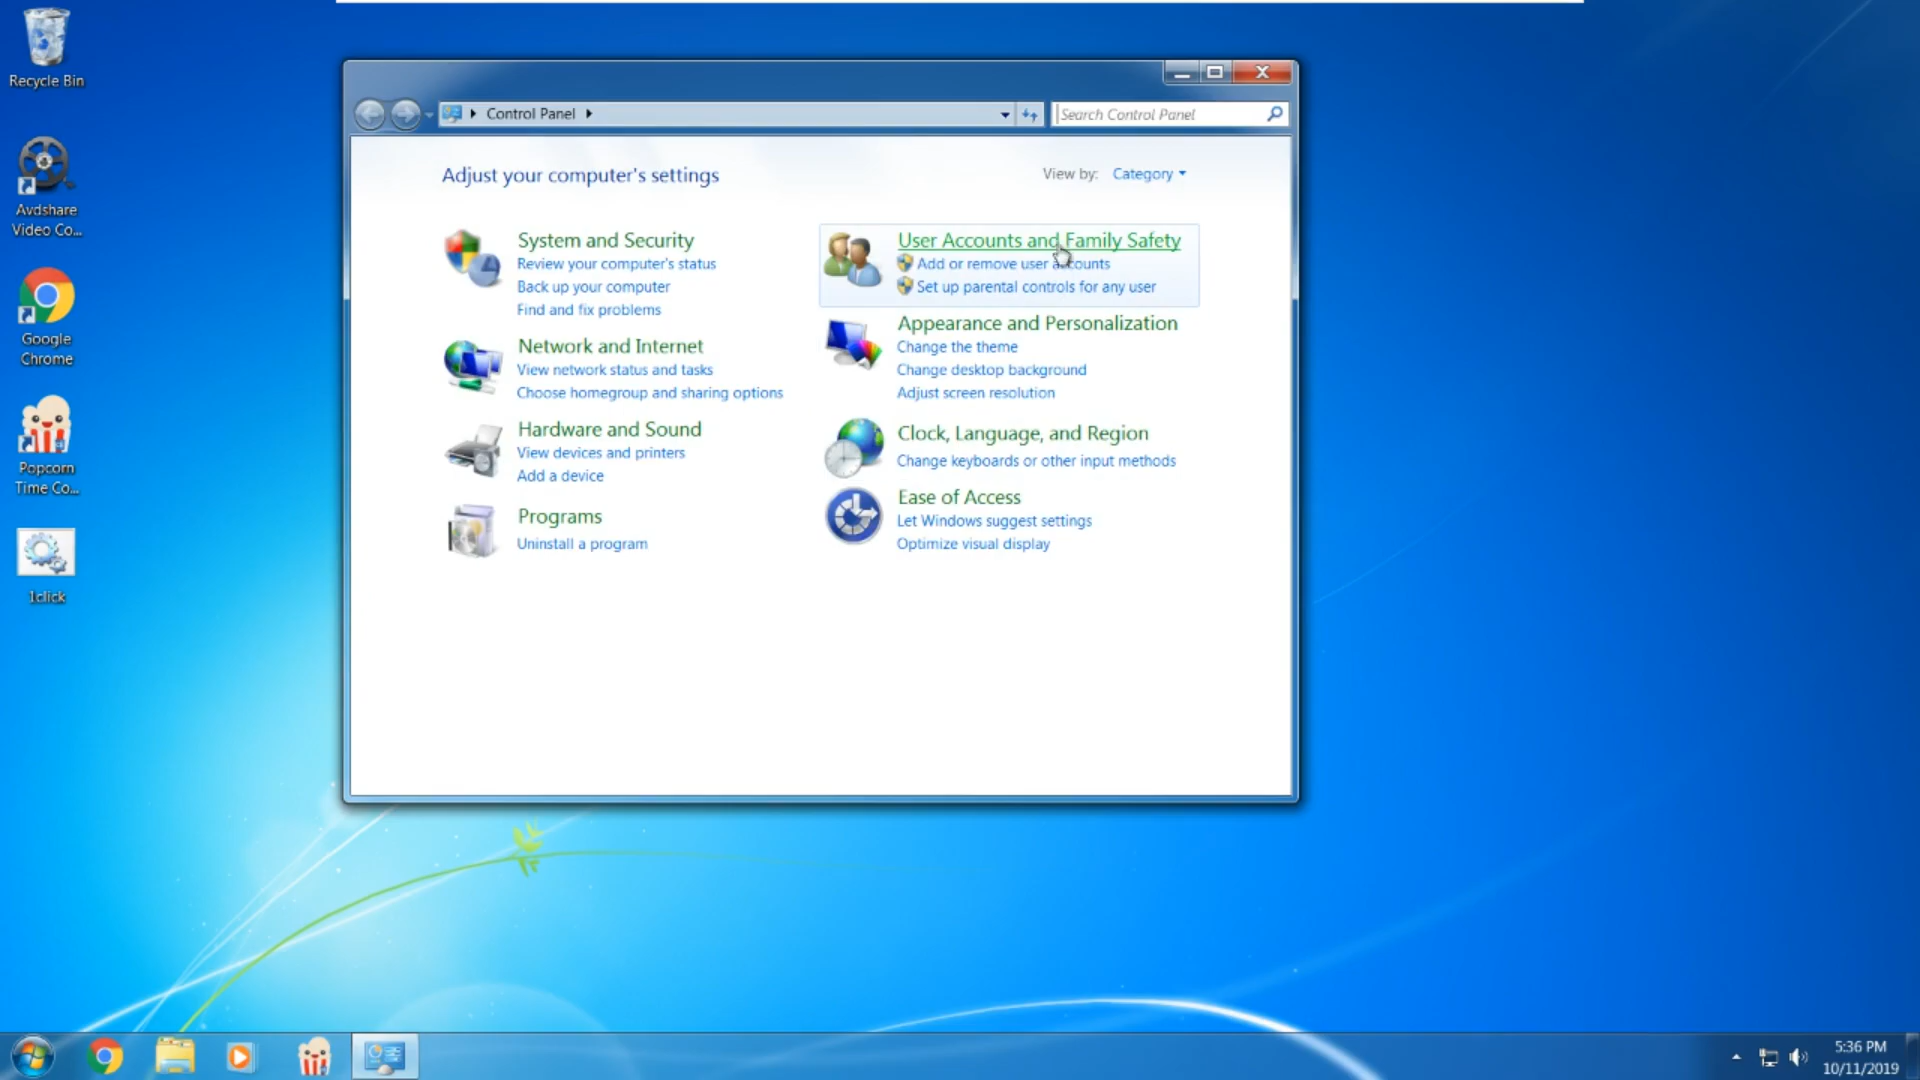 Recycle Bin
Avdshare
Video Co...
Google
Chrome
Popcorn
Time Co...
1click
Control Panel
Search Control Panel
Adjust your computer's settings
View by: Category
System and Security
Review your computer's status
Back up your computer
Find and fix problems
Network and Internet
View network status and tasks
Choose homegroup and sharing options
Hardware and Sound
View devices and printers
Add a device
Programs
Uninstall a program
User Accounts and Family Safety
Add or remove user accounts
Set up parental controls for any user
Appearance and Personalization
Change the theme
Change desktop background
Adjust screen resolution
Clock, Language, and Region
Change keyboards or other input methods
Ease of Access
Let Windows suggest settings
Optimize visual display
5:36 PM
10/11/2019